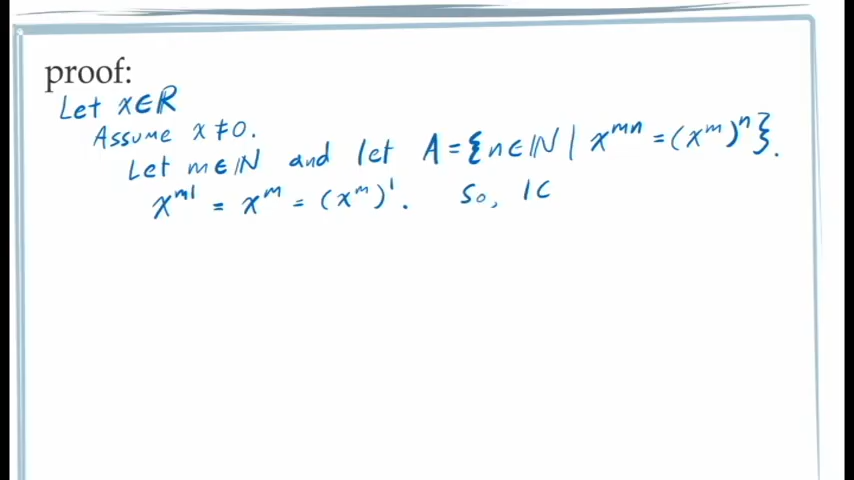 proof:
Let x∈ℝ
Assume x≠0.
Let m∈ℕ and let A={n∈ℕ | x^{mn} = (x^m)^n}.
x^{m1} = x^m = (x^m)^1. So, 1